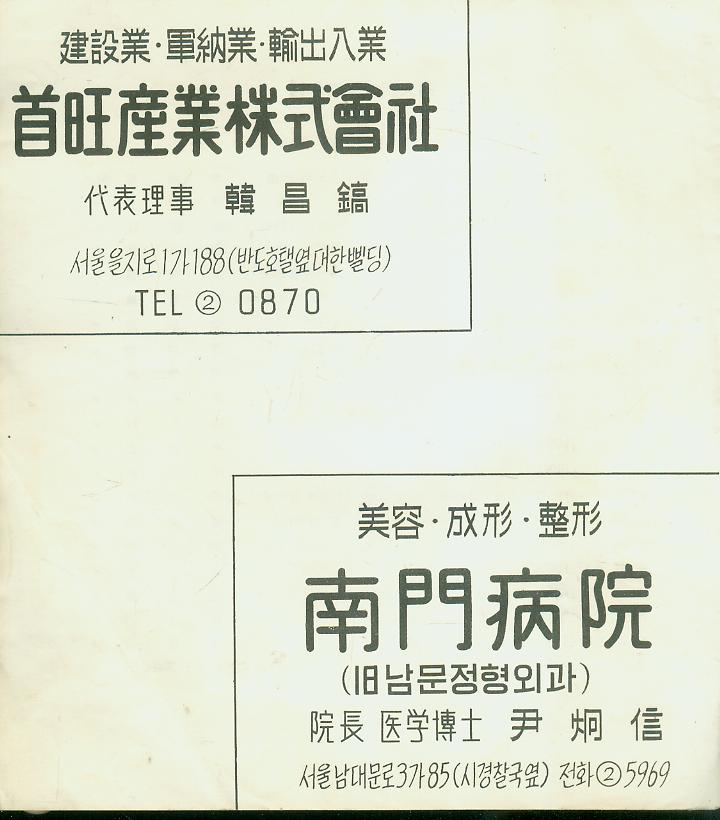 建設業·軍納業·輸出入業
首旺産業株式會社
代表理事 韓昌鎬
서울을지로1가188(반도호텔옆대한삘딩)
TEL ② 0870
美容·成形·整形
南門病院
(旧남문정형외과)
院長 医学博士 尹炯信
서울남대문로3가85(시경찰국옆) 전화②5969